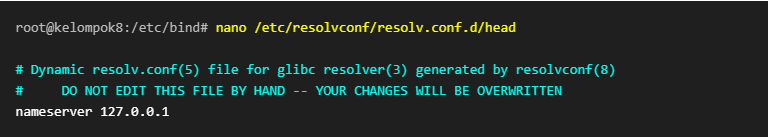 root@kelompok8:/etc/bind# nano /etc/resolvconf/resolv.conf.d/head
# Dynamic resolv.conf(5) file for glibc resolver(3) generated by resolvconf(8)
#     DO NOT EDIT THIS FILE BY HAND -- YOUR CHANGES WILL BE OVERWRITTEN
nameserver 127.0.0.1